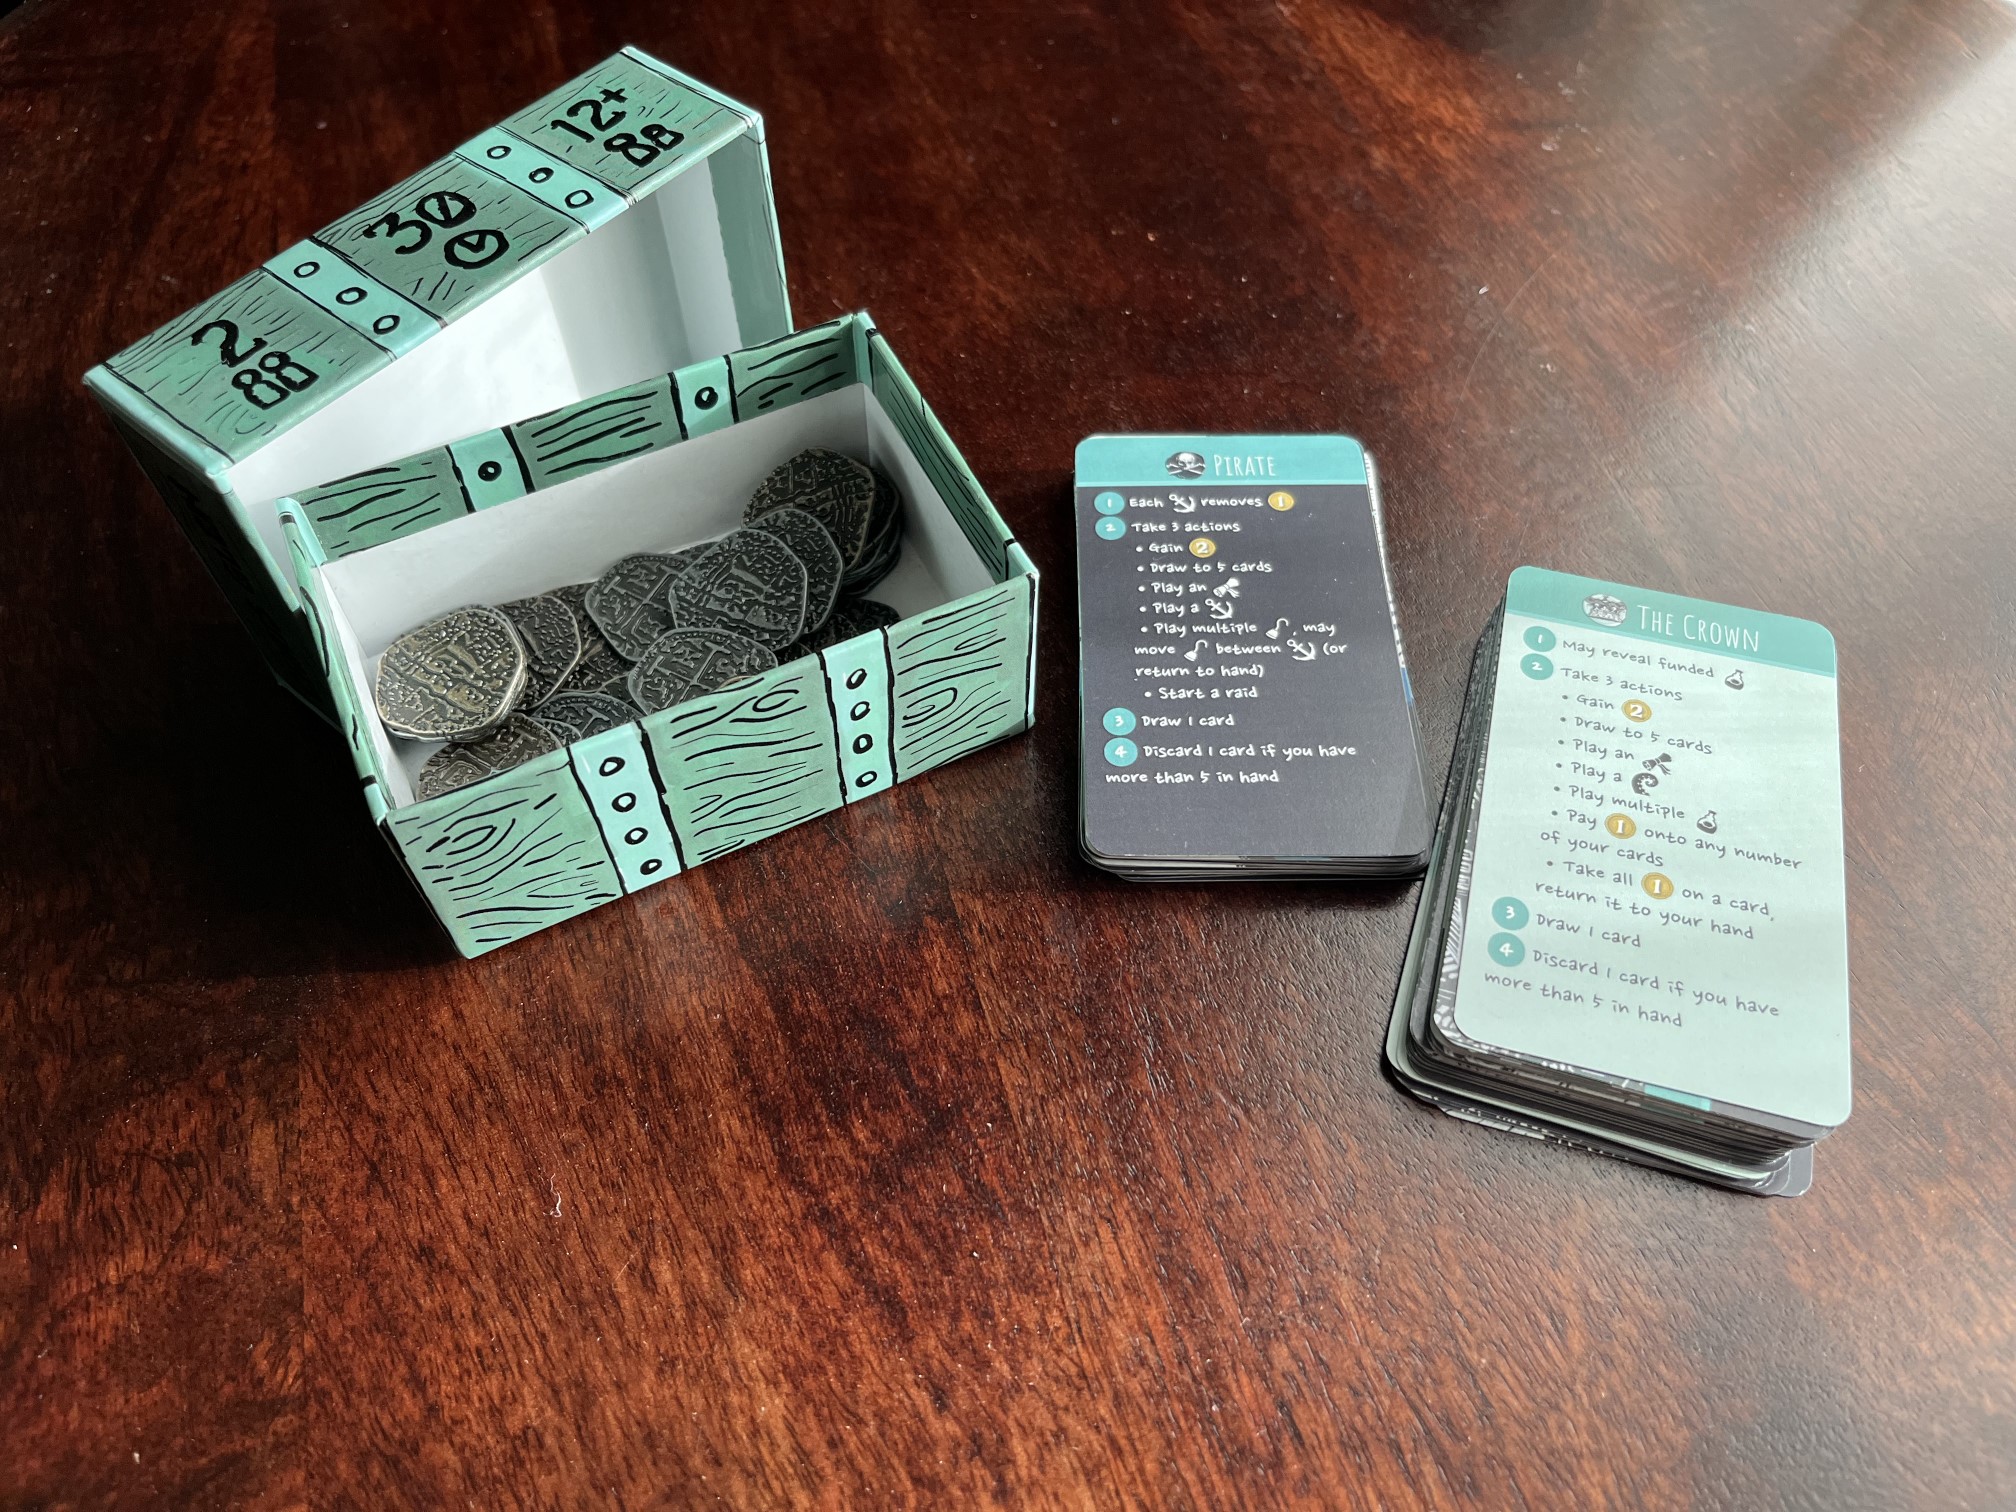 12+
30
2
PIRATE
1 Each removes 1
2 Take 3 actions
• Gain 2
• Draw to 5 cards
• Play an
• Play a
• Play multiple , may
move between (or
return to hand)
• Start a raid
3 Draw 1 card
4 Discard 1 card if you have
more than 5 in hand
THE CROWN
1 May reveal funded
2 Take 3 actions
• Gain 2
• Draw to 5 cards
• Play an
• Play a
• Play multiple
• Pay 1 onto any number
of your cards
• Take all 1 on a card,
return it to your hand
3 Draw 1 card
4 Discard 1 card if you have
more than 5 in hand